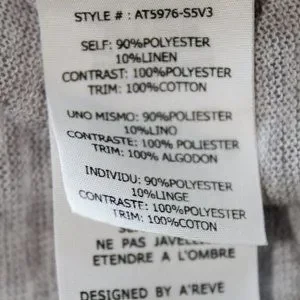 STYLE # : AT5976-S5V3
SELF: 90%POLYESTER
10%LINEN
CONTRAST: 100%POLYESTER
TRIM: 100%COTTON
UNO MISMO: 90%POLIESTER
10%LINO
CONTRASTE: 100% POLIESTER
TRIM: 100% ALGODON
INDIVIDU: 90%POLYESTER
10%LINGE
CONTRASTE: 100%POLYESTER
TRIM: 100%COTON
NE PAS JAVELL
ETENDRE A L'OMBRE
DESIGNED BY A'REVE